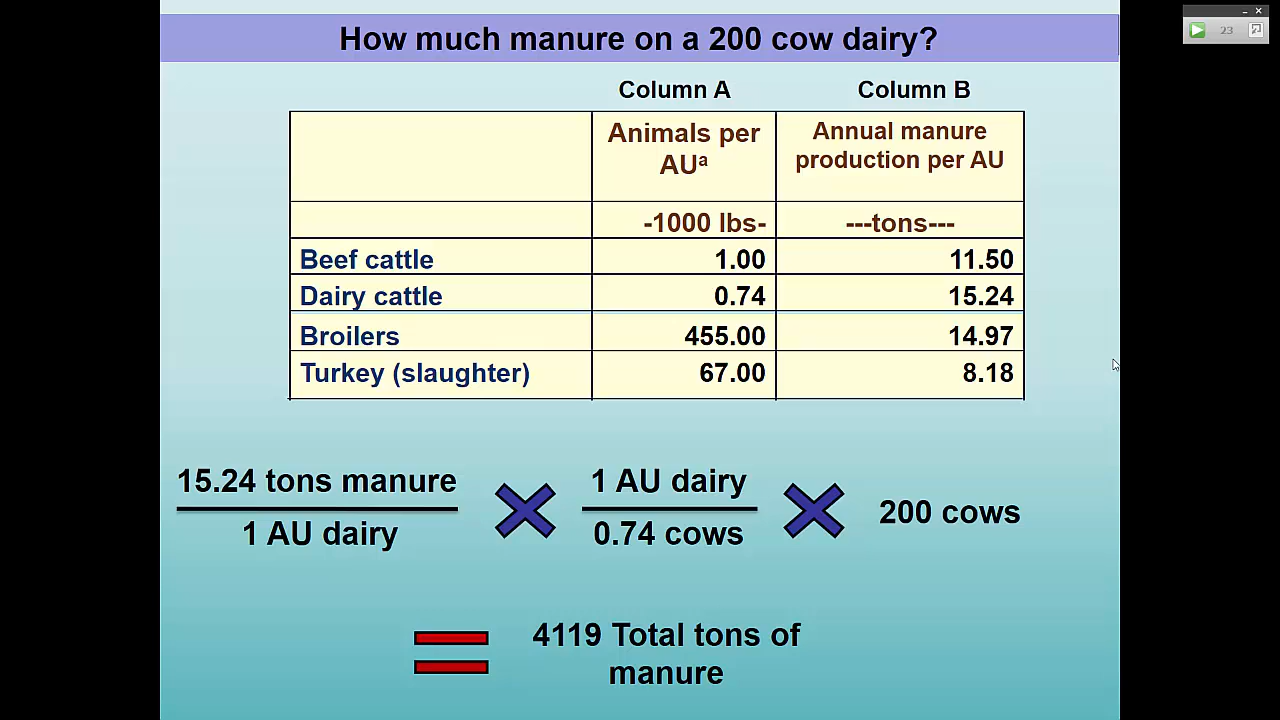 How much manure on a 200 cow dairy?
23
Column A Column B
Animals per AUᵃ Annual manure production per AU
-1000 lbs- ---tons---
Beef cattle 1.00 11.50
Dairy cattle 0.74 15.24
Broilers 455.00 14.97
Turkey (slaughter) 67.00 8.18
15.24 tons manure
1 AU dairy
1 AU dairy
0.74 cows
200 cows
4119 Total tons of
manure